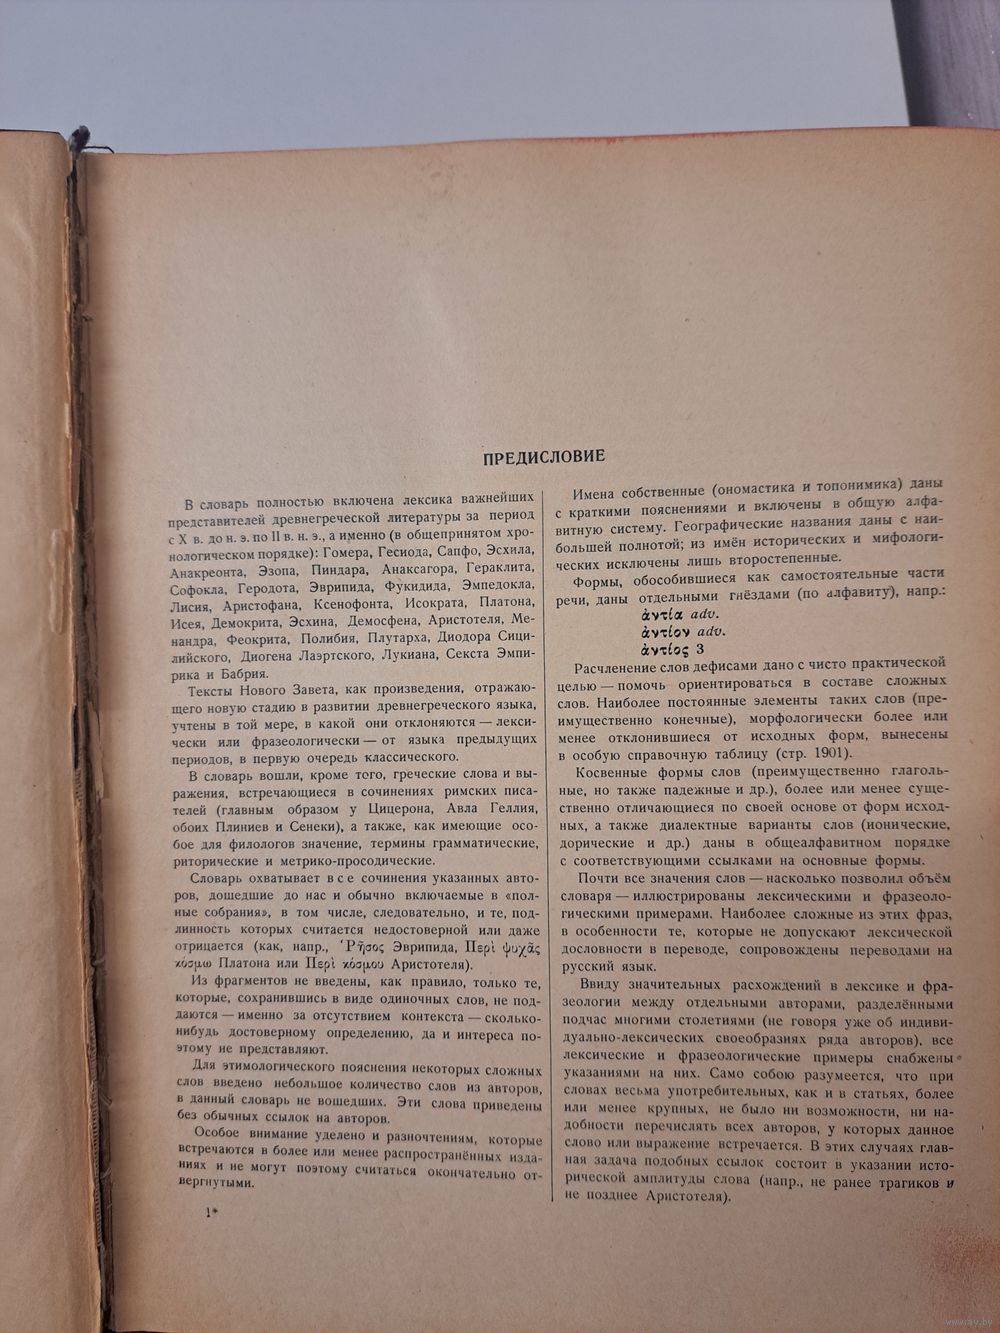 ПРЕДИСЛОВИЕ
В словарь полностью включена лексика важнейших
представителей древнегреческой литературы за период
с X в. до н. э. по II в. н. э., а именно (в общепринятом хро-
нологическом порядке): Гомера, Гесиода, Сапфо, Эсхила,
Анакреонта, Эзопа, Пиндара, Анаксагора, Гераклита,
Софокла, Геродота, Эврипида, Фукидида, Эмпедокла,
Лисия, Аристофана, Ксенофонта, Исократа, Платона,
Исея, Демокрита, Эсхина, Демосфена, Аристотеля, Ме-
нандра, Феокрита, Полибия, Плутарха, Диодора Сици-
лийского, Диогена Лаэртского, Лукиана, Секста Эмпи-
рика и Бабрия.
Тексты Нового Завета, как произведения, отражаю-
щего новую стадию в развитии древнегреческого языка,
учтены в той мере, в какой они отклоняются — лекси-
чески или фразеологически — от языка предыдущих
периодов, в первую очередь классического.
В словарь вошли, кроме того, греческие слова и вы-
ражения, встречающиеся в сочинениях римских писа-
телей (главным образом у Цицерона, Авла Геллия,
обоих Плиниев и Сенеки), а также, как имеющие осо-
бое для филологов значение, термины грамматические,
риторические и метрико-просодические.
Словарь охватывает все сочинения указанных авто-
ров, дошедшие до нас и обычно включаемые в «пол-
ные собрания», в том числе, следовательно, и те, под-
линность которых считается недостоверной или даже
отрицается (как, напр., Ῥῆσος Эврипида, Περὶ ψυχᾶς
κόσμω Платона или Περὶ κόσμου Аристотеля).
Из фрагментов не введены, как правило, только те,
которые, сохранившись в виде одиночных слов, не под-
даются — именно за отсутствием контекста — сколько-
нибудь достоверному определению, да и интереса по-
этому не представляют.
Для этимологического пояснения некоторых сложных
слов введено небольшое количество слов из авторов,
в данный словарь не вошедших. Эти слова приведены
без обычных ссылок на авторов.
Особое внимание уделено и разночтениям, которые
встречаются в более или менее распространённых изда-
ниях и не могут поэтому считаться окончательно от-
вергнутыми.
1*
Имена собственные (ономастика и топонимика) даны
с краткими пояснениями и включены в общую алфа-
витную систему. Географические названия даны с наи-
большей полнотой; из имён исторических и мифологи-
ческих исключены лишь второстепенные.
Формы, обособившиеся как самостоятельные части
речи, даны отдельными гнёздами (по алфавиту), напр.:
ἀντία adv.
ἀντίον adv.
ἀντίος 3
Расчленение слов дефисами дано с чисто практической
целью — помочь ориентироваться в составе сложных
слов. Наиболее постоянные элементы таких слов (пре-
имущественно конечные), морфологически более или
менее отклонившиеся от исходных форм, вынесены
в особую справочную таблицу (стр. 1901).
Косвенные формы слов (преимущественно глаголь-
ные, но также падежные и др.), более или менее суще-
ственно отличающиеся по своей основе от форм исход-
ных, а также диалектные варианты слов (ионические,
дорические и др.) даны в общеалфавитном порядке
с соответствующими ссылками на основные формы.
Почти все значения слов — насколько позволил объём
словаря — иллюстрированы лексическими и фразеоло-
гическими примерами. Наиболее сложные из этих фраз,
в особенности те, которые не допускают лексической
дословности в переводе, сопровождены переводами на
русский язык.
Ввиду значительных расхождений в лексике и фра-
зеологии между отдельными авторами, разделёнными
подчас многими столетиями (не говоря уже об индиви-
дуально-лексических своеобразиях ряда авторов), все
лексические и фразеологические примеры снабжены
указаниями на них. Само собою разумеется, что при
словах весьма употребительных, как и в статьях, более
или менее крупных, не было ни возможности, ни на-
добности перечислять всех авторов, у которых данное
слово или выражение встречается. В этих случаях глав-
ная задача подобных ссылок состоит в указании исто-
рической амплитуды слова (напр., не ранее трагиков и
не позднее Аристотеля).
www.ay.by